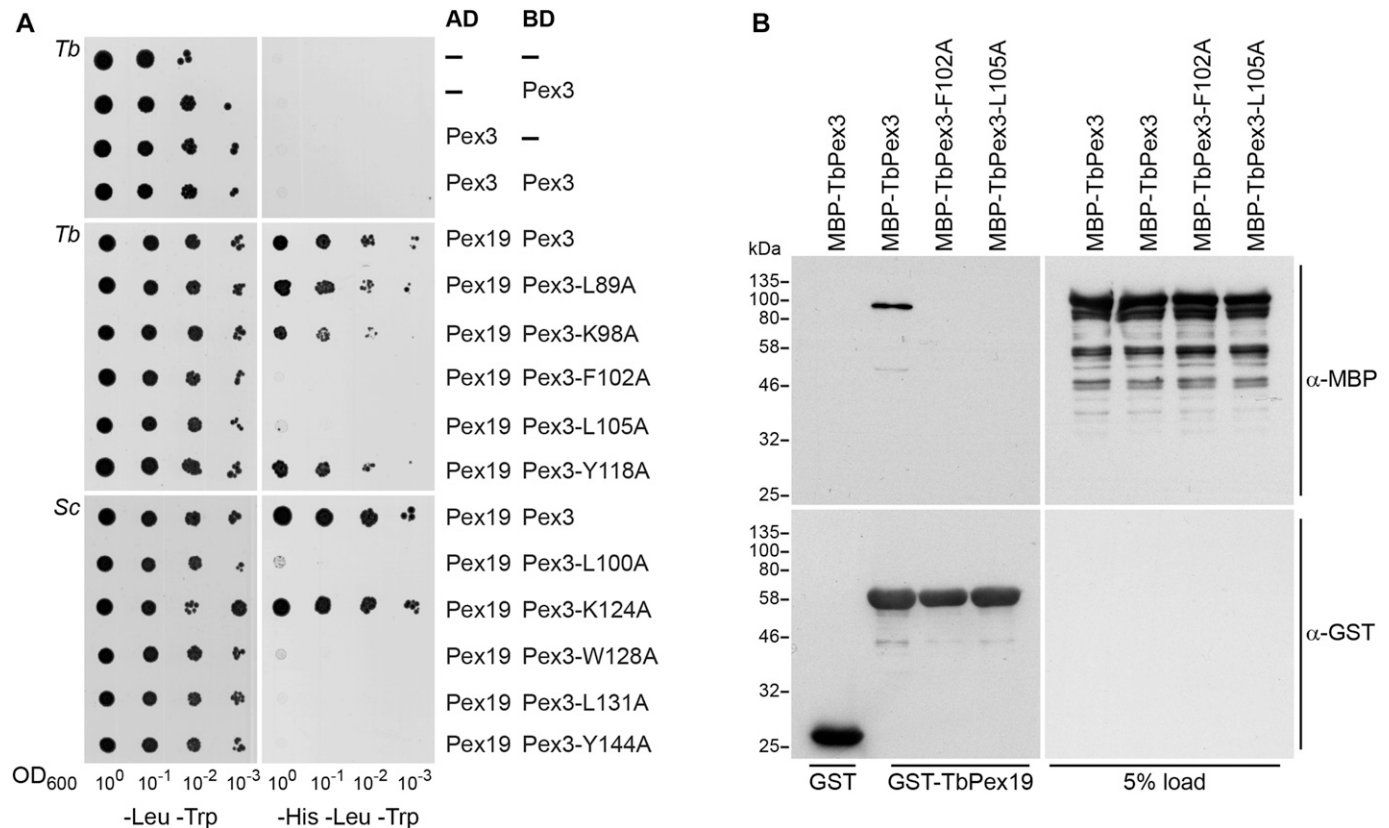 A
AD BD
Tb
– –
– Pex3
Pex3 –
Pex3 Pex3
Tb
Pex19 Pex3
Pex19 Pex3-L89A
Pex19 Pex3-K98A
Pex19 Pex3-F102A
Pex19 Pex3-L105A
Pex19 Pex3-Y118A
Sc
Pex19 Pex3
Pex19 Pex3-L100A
Pex19 Pex3-K124A
Pex19 Pex3-W128A
Pex19 Pex3-L131A
Pex19 Pex3-Y144A
OD600 10⁰ 10⁻¹ 10⁻² 10⁻³ 10⁰ 10⁻¹ 10⁻² 10⁻³
-Leu -Trp -His -Leu -Trp
B
MBP-TbPex3
MBP-TbPex3
MBP-TbPex3-F102A
MBP-TbPex3-L105A
MBP-TbPex3
MBP-TbPex3
MBP-TbPex3-F102A
MBP-TbPex3-L105A
kDa
135–
100–
80–
58–
46–
32–
25–
α-MBP
135–
100–
80–
58–
46–
32–
25–
α-GST
GST GST-TbPex19 5% load